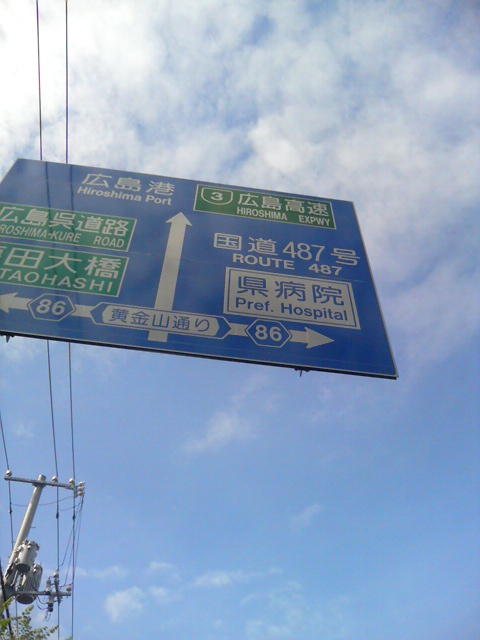 広島港
Hiroshima Port
3 広島高速
HIROSHIMA EXPWY
広島呉道路
ROSHIMA-KURE ROAD
国道487号
ROUTE 487
田大橋
TAOHASHI
県病院
Pref. Hospital
86 黄金山通り 86